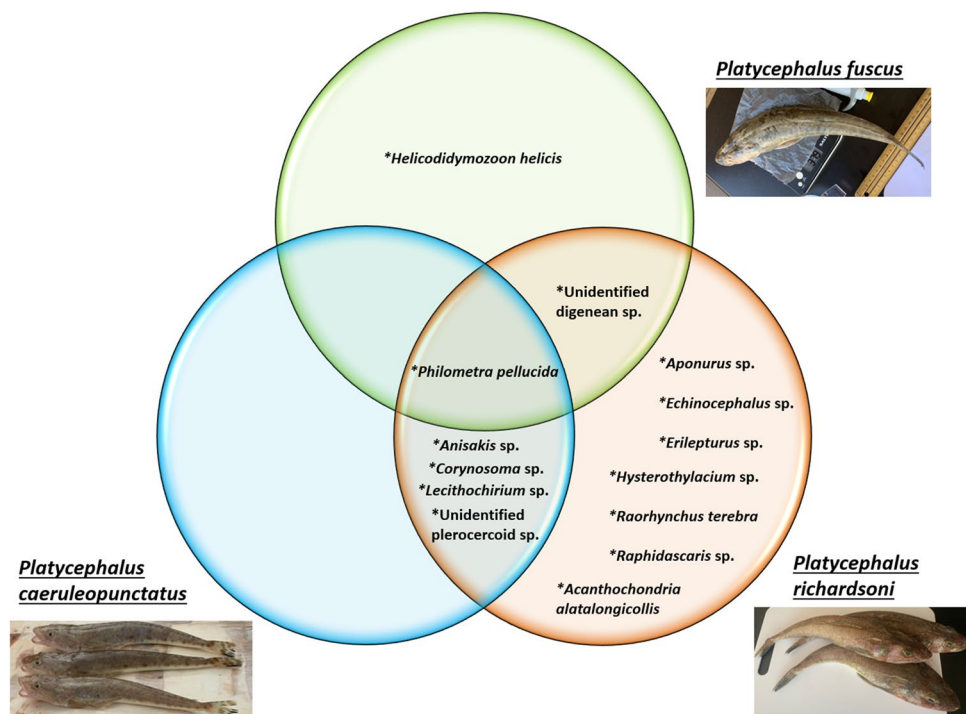 Platycephalus fuscus
*Helicodidymozoon helicis
*Unidentified
digenean sp.
*Philometra pellucida
*Aponurus sp.
*Echinocephalus sp.
*Erilepturus sp.
*Hysterothylacium sp.
*Raorhynchus terebra
*Raphidascaris sp.
*Acanthochondria
alatalongicollis
*Anisakis sp.
*Corynosoma sp.
*Lecithochirium sp.
*Unidentified
plerocercoid sp.
Platycephalus
caeruleopunctatus
Platycephalus
richardsoni